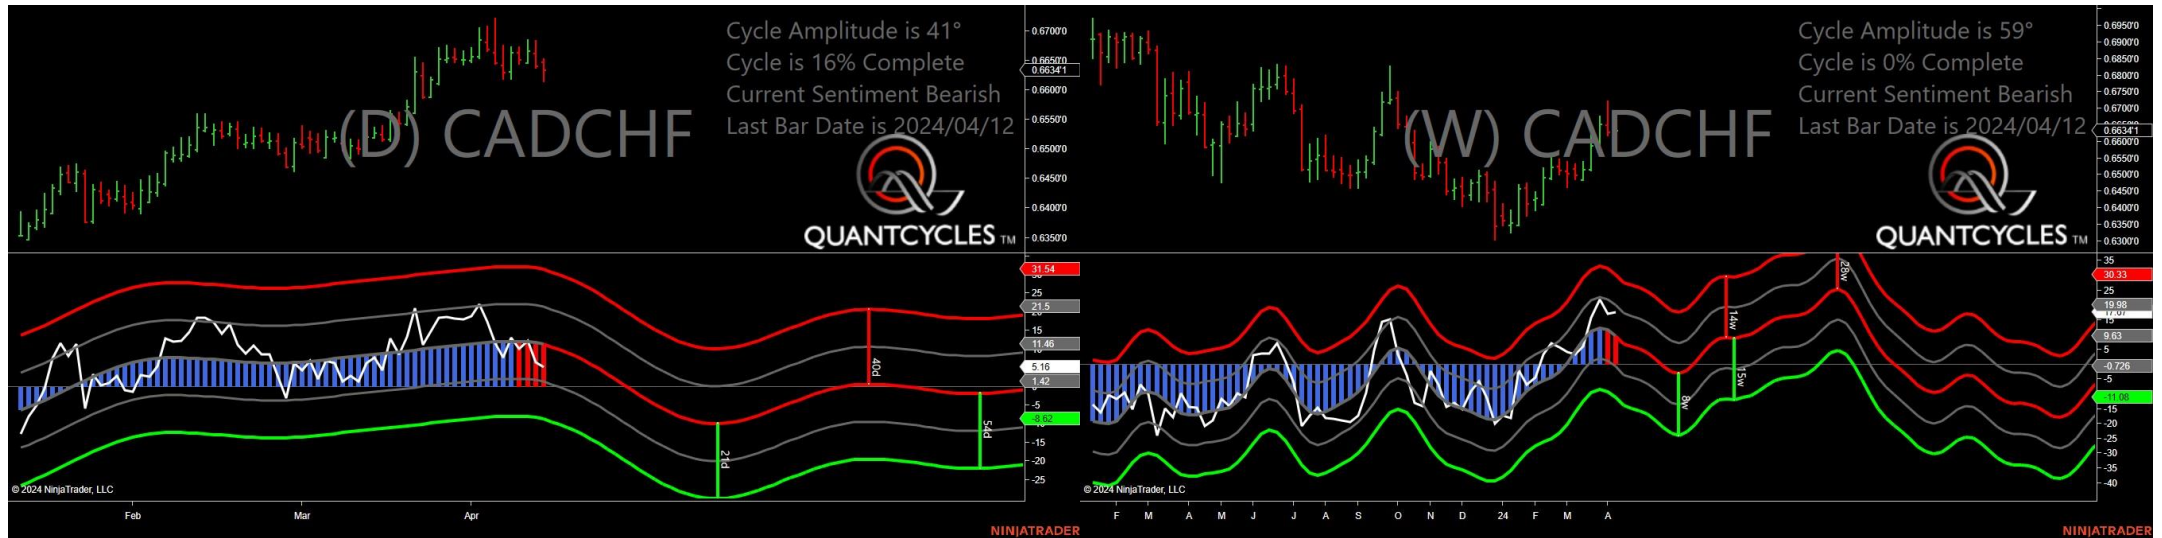 Cycle Amplitude is 41°
Cycle is 16% Complete
Current Sentiment Bearish
Last Bar Date is 2024/04/12
(D) CADCHF
QUANTCYCLES TM
0.6700'0
0.6650'0
0.6634'1
0.6600'0
0.6550'0
0.6500'0
0.6450'0
0.6400'0
0.6350'0
31.54
25
21.5
15
11.46
5.16
1.42
-5
-8.62
-15
-20
-25
40d
54d
21d
© 2024 NinjaTrader, LLC
Feb Mar Apr
NINJATRADER
Cycle Amplitude is 59°
Cycle is 0% Complete
Current Sentiment Bearish
Last Bar Date is 2024/04/12
(W) CADCHF
QUANTCYCLES TM
0.6950'0
0.6900'0
0.6850'0
0.6800'0
0.6750'0
0.6700'0
0.6634'1
0.6600'0
0.6550'0
0.6500'0
0.6450'0
0.6400'0
0.6350'0
0.6300'0
35
30.33
25
19.98
15
9.63
5
-0.726
-5
-11.08
-15
-20
-25
-30
-35
-40
28w
14w
15w
8w
© 2024 NinjaTrader, LLC
F M A M J J A S O N D 24 F M A
NINJATRADER